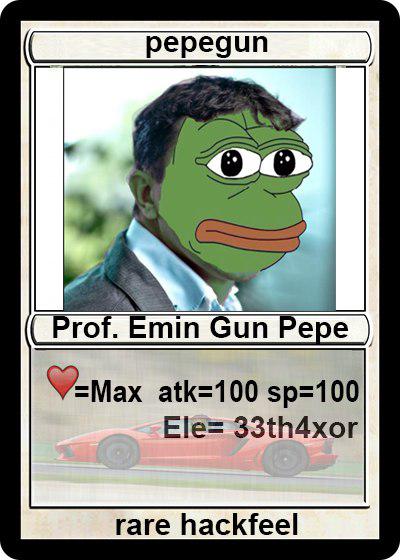 pepegun
Prof. Emin Gun Pepe
=Max  atk=100 sp=100
Ele= 33th4xor
rare hackfeel